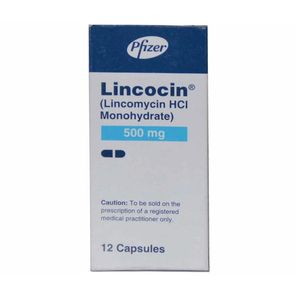 Pfizer
Lincocin®
(Lincomycin HCl
Monohydrate)
500 mg
Caution: To be sold on the
prescription of a registered
medical practitioner only.
12 Capsules